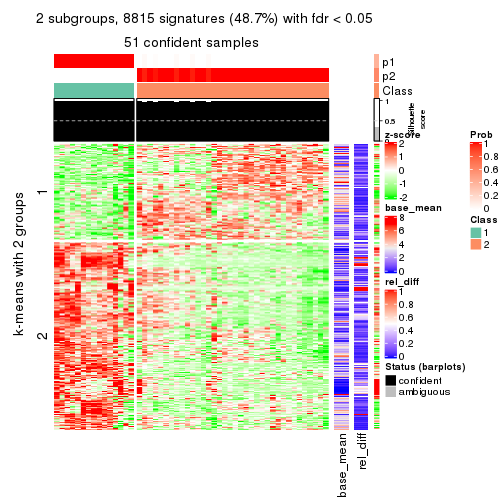 2 subgroups, 8815 signatures (48.7%) with fdr < 0.05
51 confident samples
p1
p2
Class
1
0.5
0
Silhouette
score
z-score
2
1
0
-1
-2
base_mean
8
6
4
2
0
rel_diff
1
0.8
0.6
0.4
0.2
0
Status (barplots)
confident
ambiguous
Prob
1
0.8
0.6
0.4
0.2
0
Class
1
2
k-means with 2 groups
1
2
base_mean
rel_diff